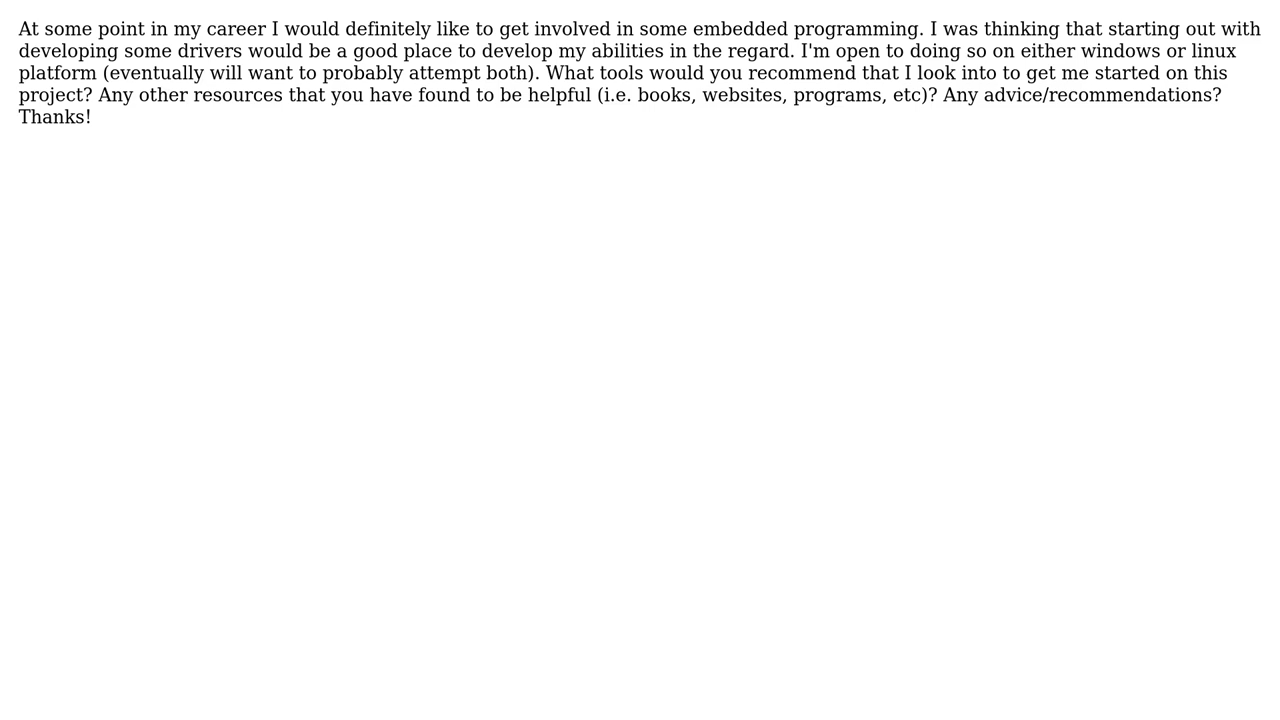 At some point in my career I would definitely like to get involved in some embedded programming. I was thinking that starting out with
developing some drivers would be a good place to develop my abilities in the regard. I'm open to doing so on either windows or linux
platform (eventually will want to probably attempt both). What tools would you recommend that I look into to get me started on this
project? Any other resources that you have found to be helpful (i.e. books, websites, programs, etc)? Any advice/recommendations?
Thanks!